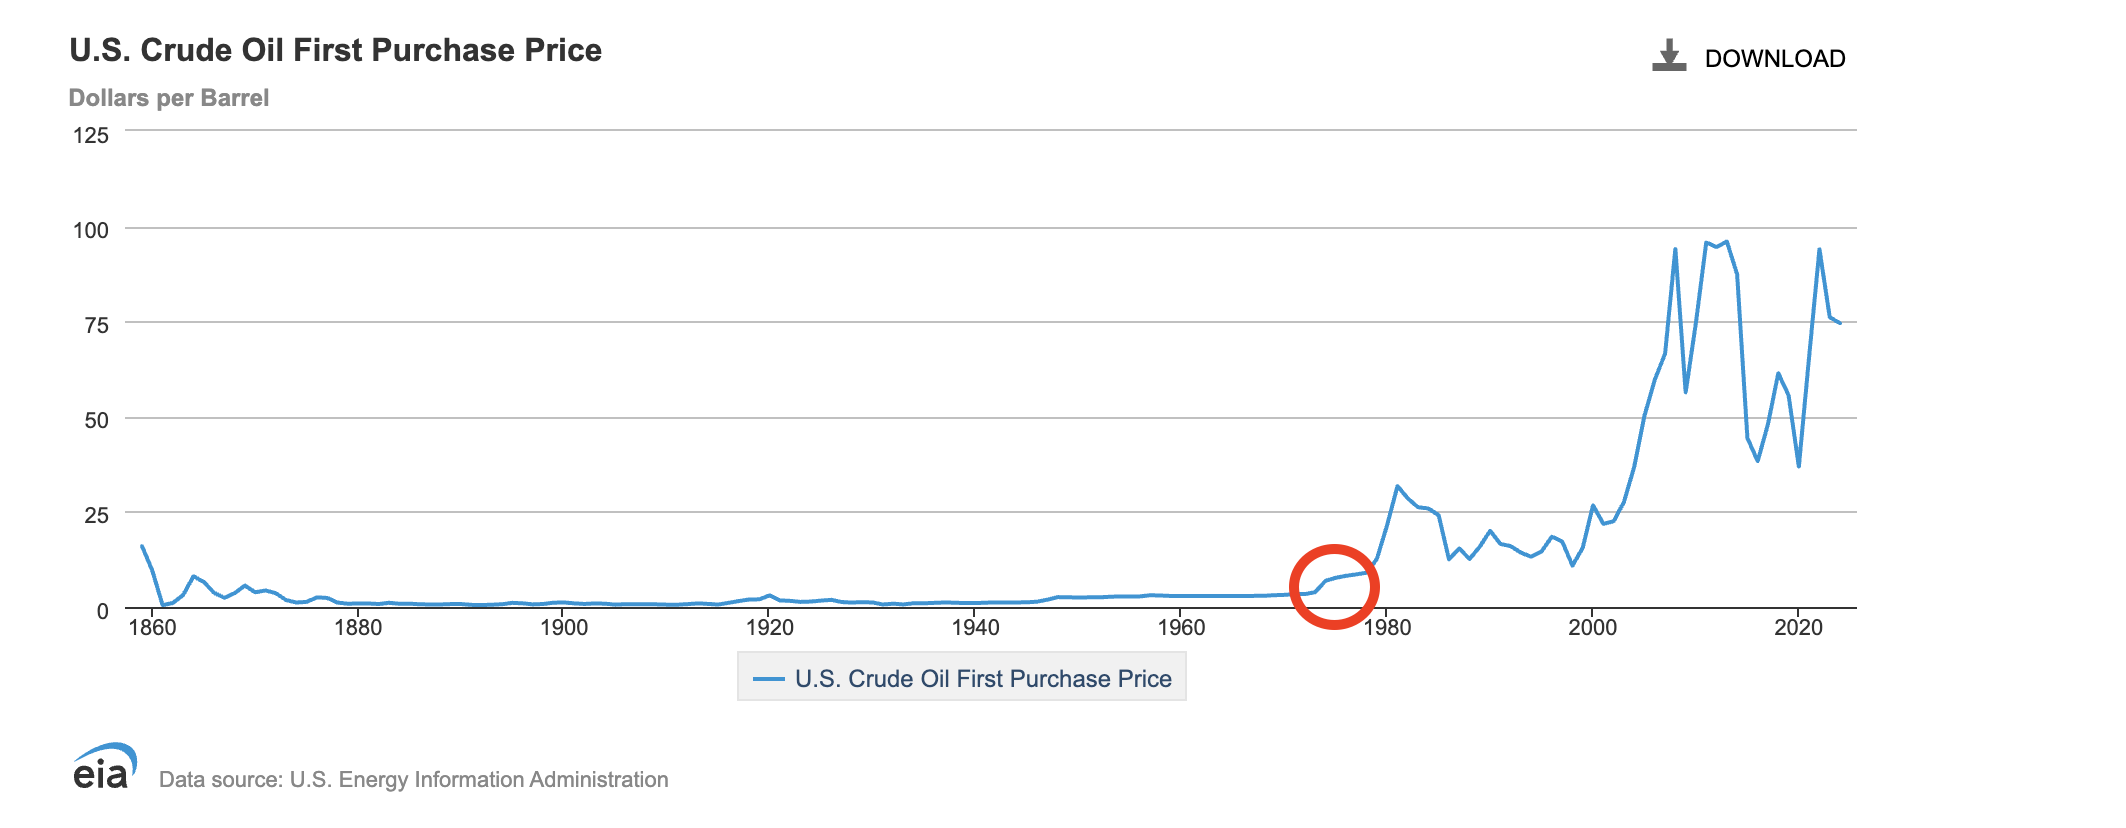 U.S. Crude Oil First Purchase Price
DOWNLOAD
Dollars per Barrel
125
100
75
50
25
0
1860 1880 1900 1920 1940 1960 1980 2000 2020
U.S. Crude Oil First Purchase Price
eia
Data source: U.S. Energy Information Administration